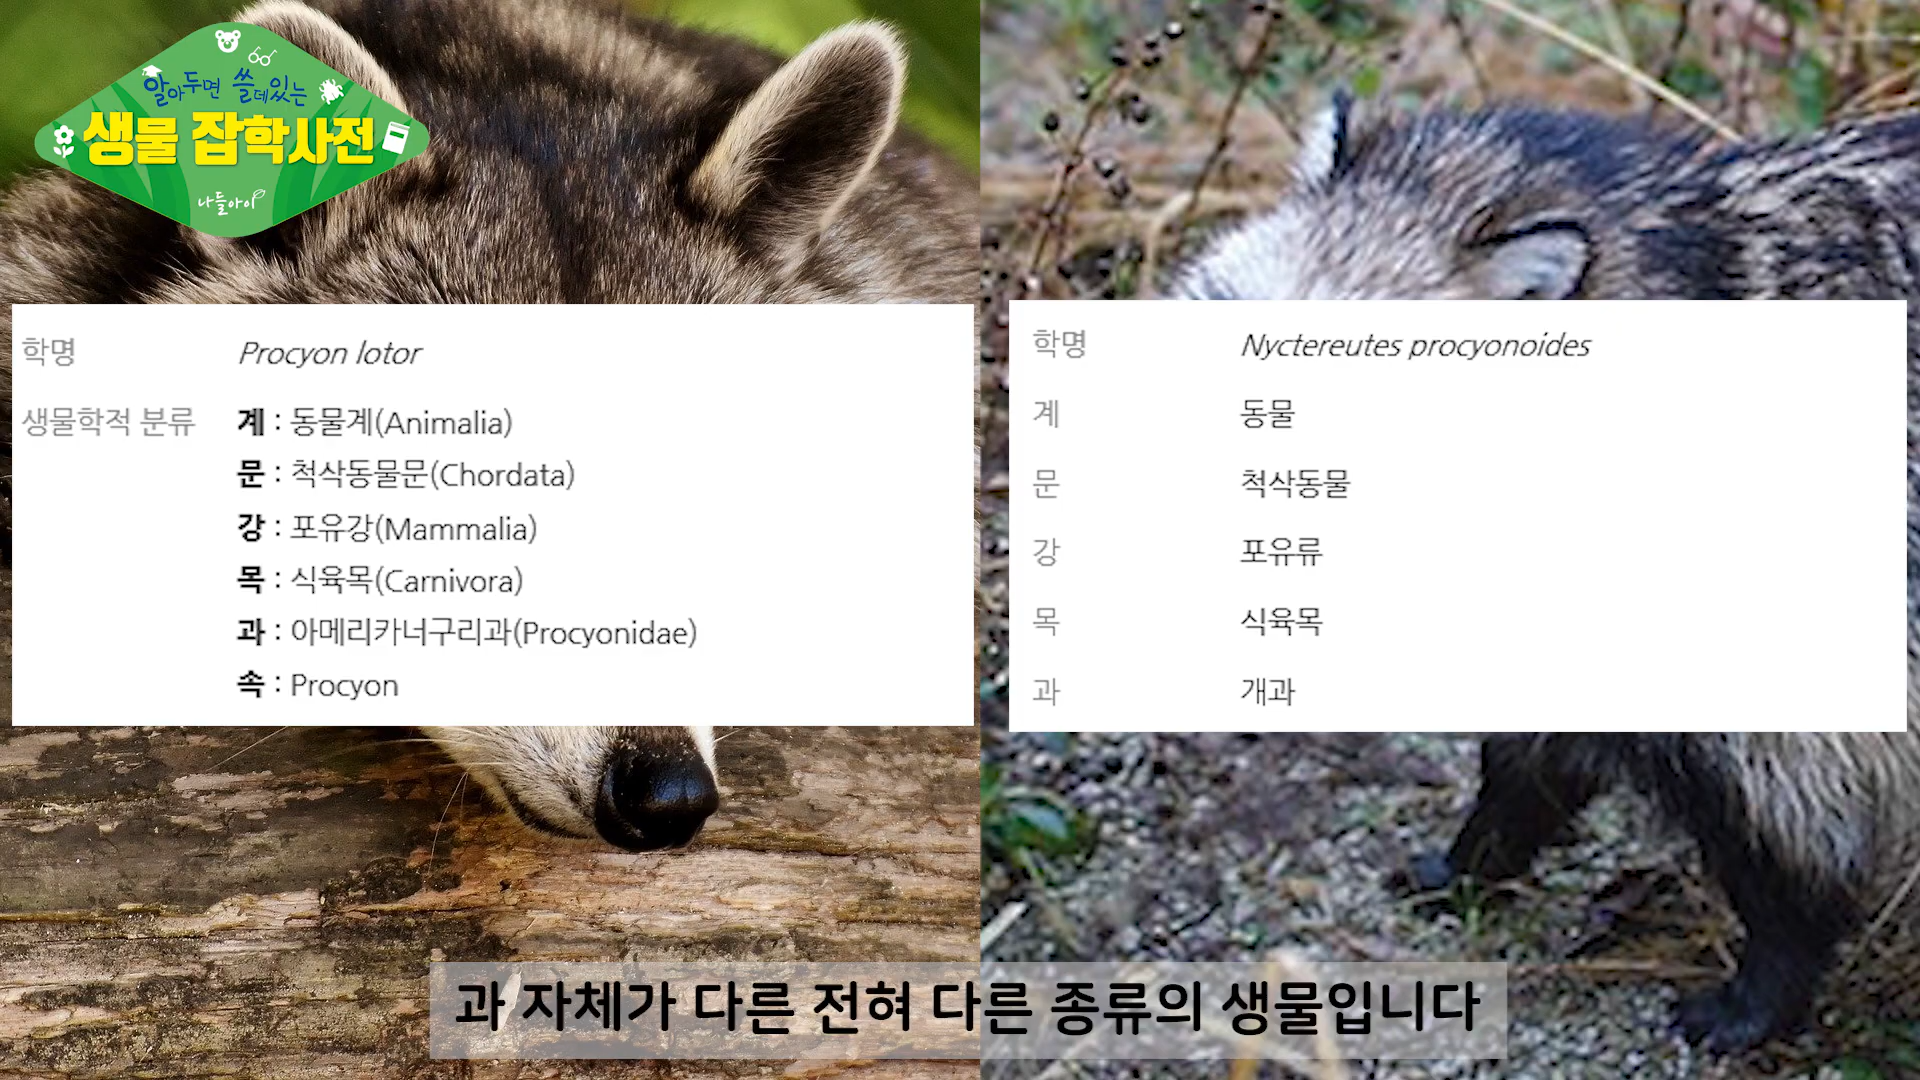 알아두면 쓸데있는
생물 잡학사전
나들아이
학명 Procyon lotor
생물학적 분류 계 : 동물계(Animalia)
문 : 척삭동물문(Chordata)
강 : 포유강(Mammalia)
목 : 식육목(Carnivora)
과 : 아메리카너구리과(Procyonidae)
속 : Procyon
학명 Nyctereutes procyonoides
계 동물
문 척삭동물
강 포유류
목 식육목
과 개과
과 자체가 다른 전혀 다른 종류의 생물입니다